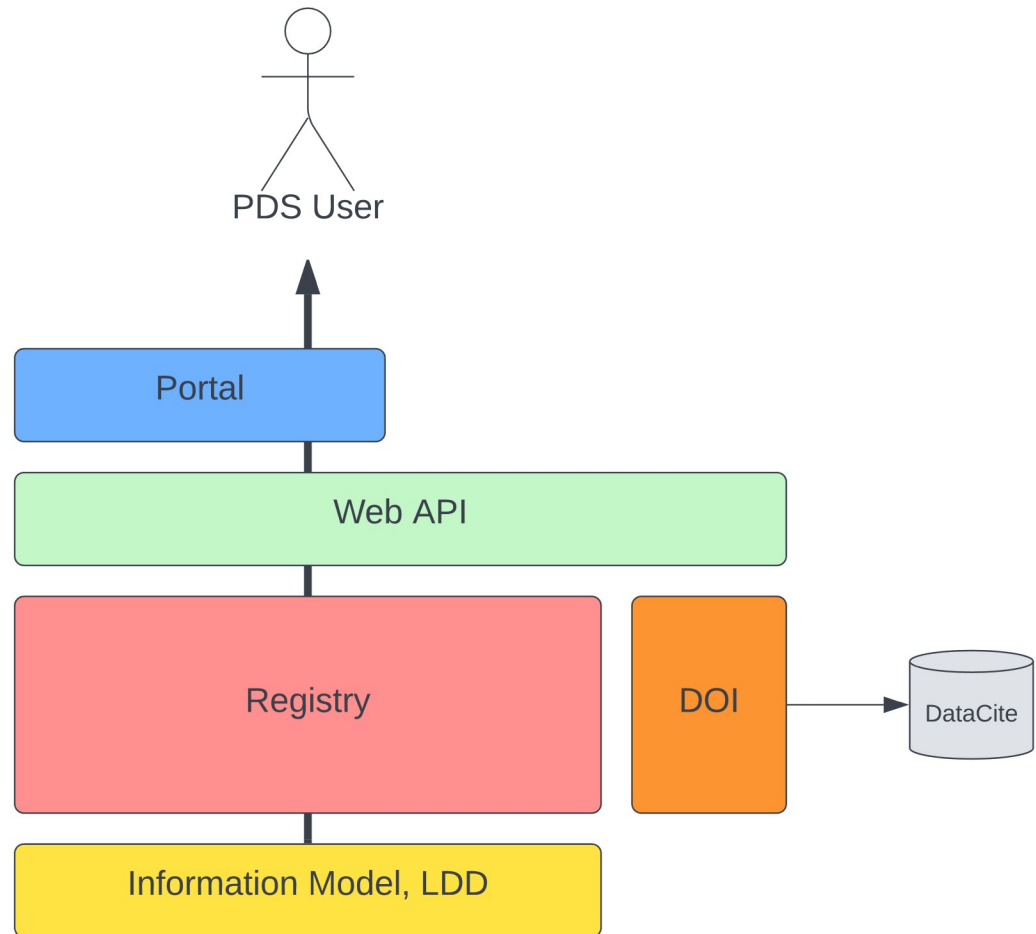 PDS User
Portal
Web API
Registry
DOI
DataCite
Information Model, LDD